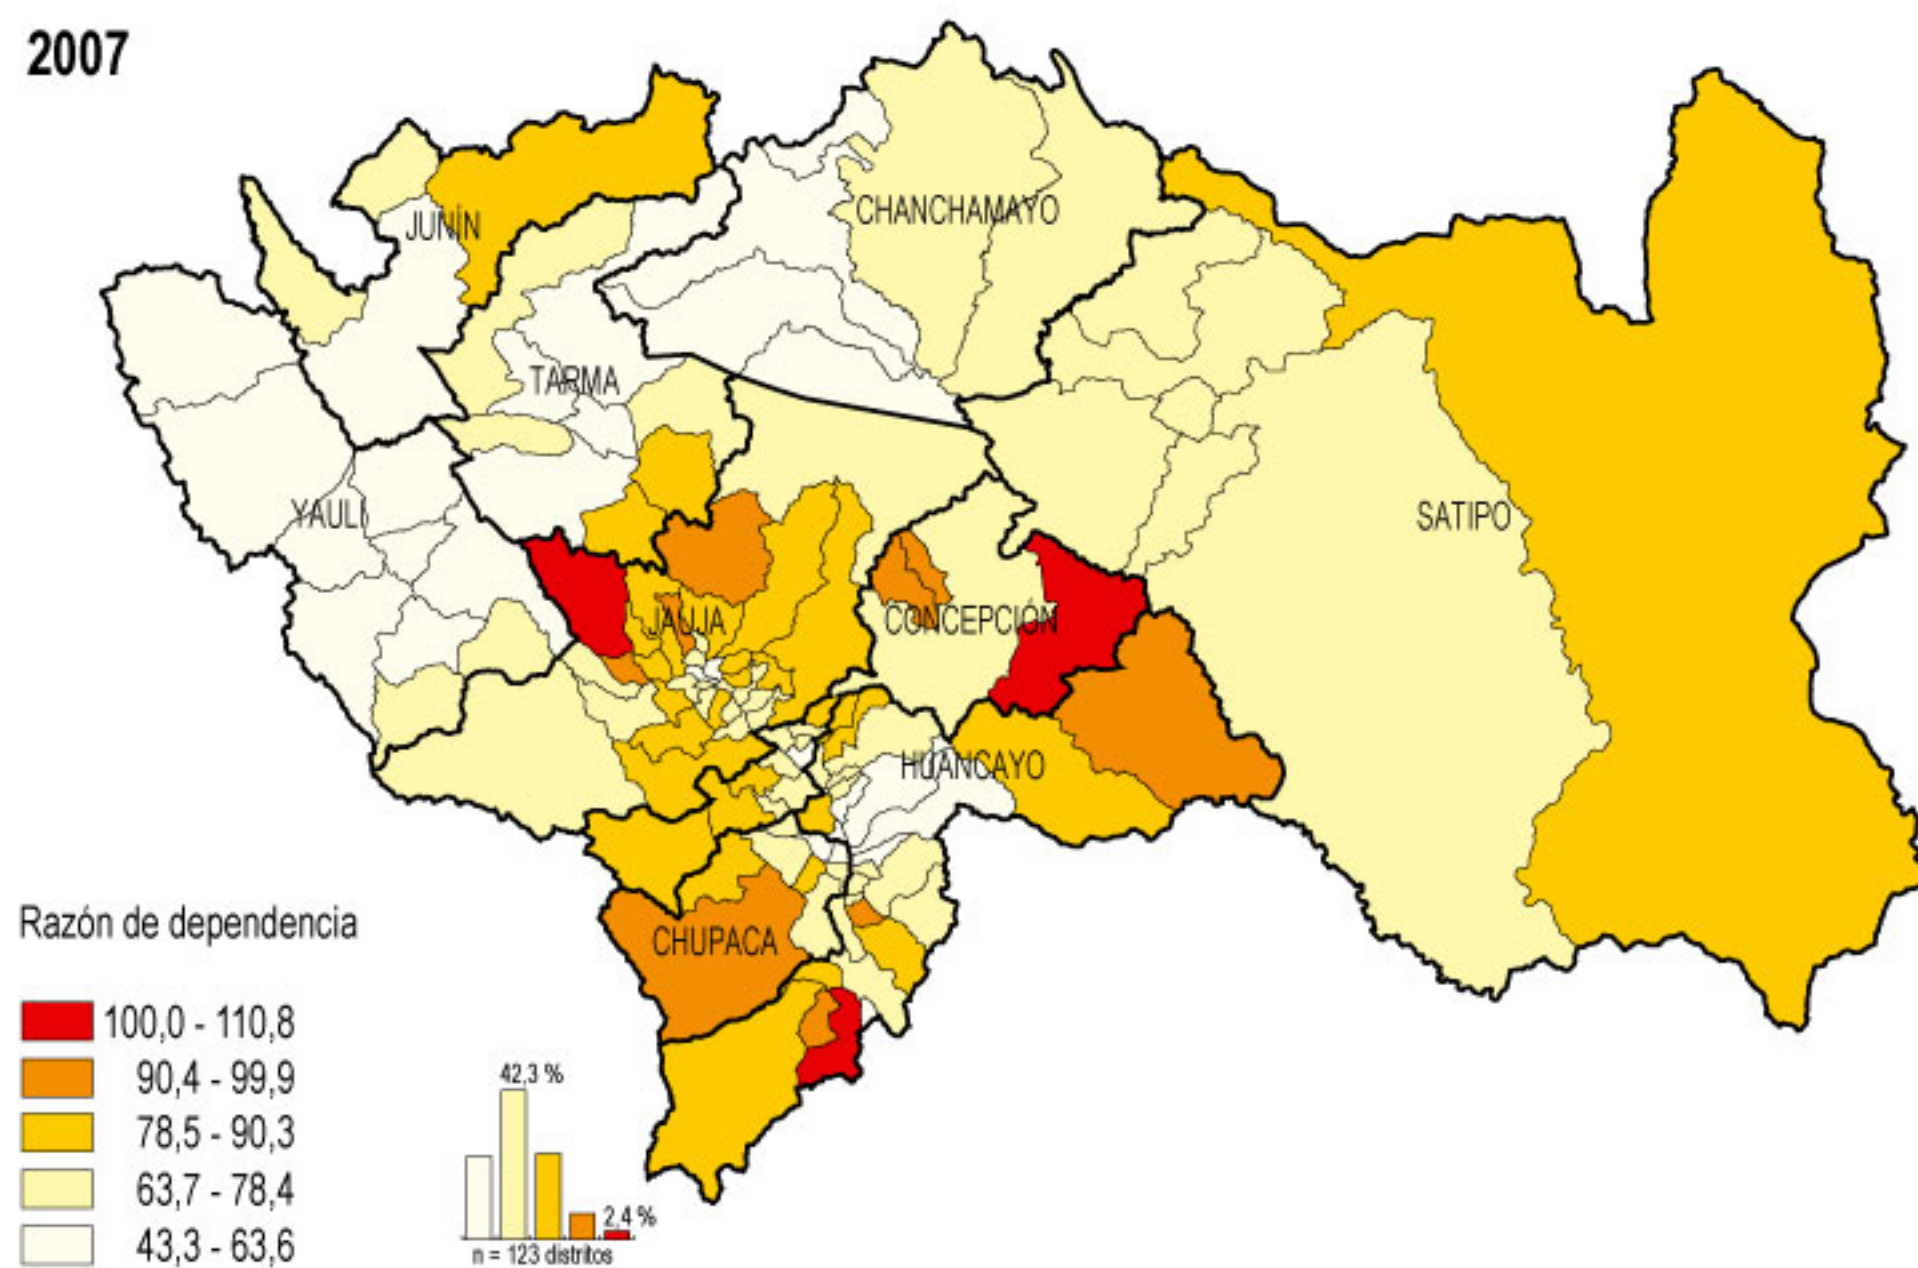 2007
CHANCHAMAYO
JUNÍN
TARMA
YAULI
SATIPO
JAUJA
CONCEPCIÓN
HUANCAYO
CHUPACA
Razón de dependencia
100,0 - 110,8
90,4 - 99,9
78,5 - 90,3
63,7 - 78,4
43,3 - 63,6
42,3 %
2,4 %
n = 123 distritos